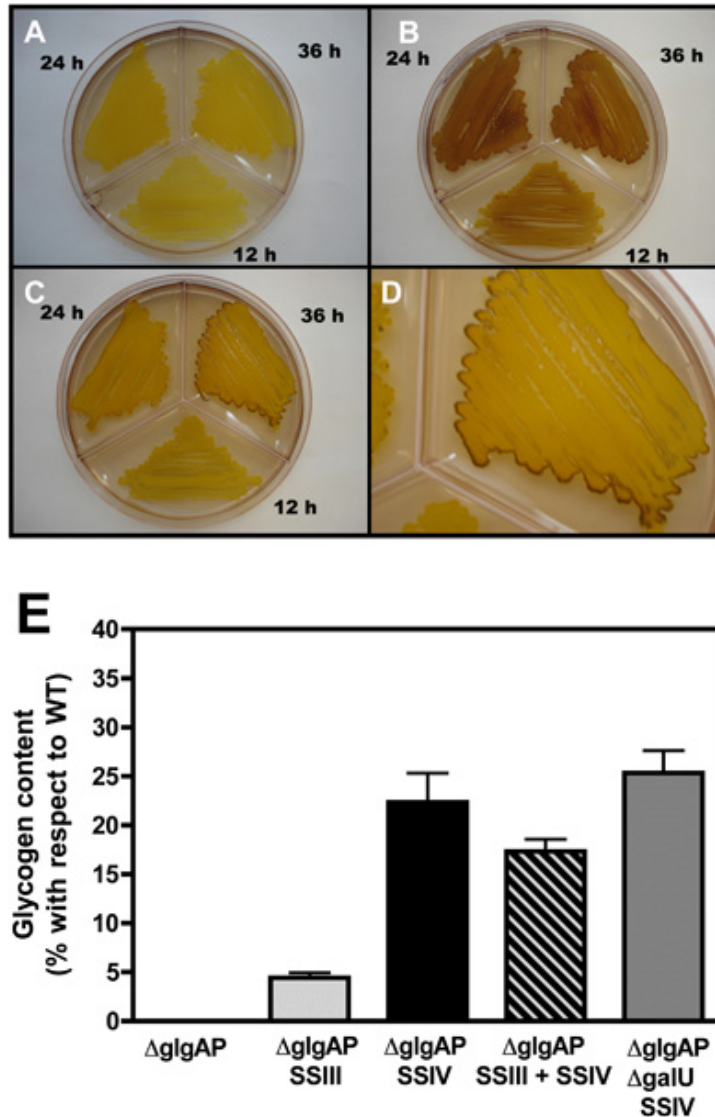 A
24 h
36 h
12 h
B
24 h
36 h
12 h
C
24 h
36 h
12 h
D
E
Glycogen content
(% with respect to WT)
40
35
30
25
20
15
10
5
0
ΔglgAP
ΔglgAP
SSIII
ΔglgAP
SSIV
ΔglgAP
SSIII + SSIV
ΔglgAP
ΔgalU
SSIV